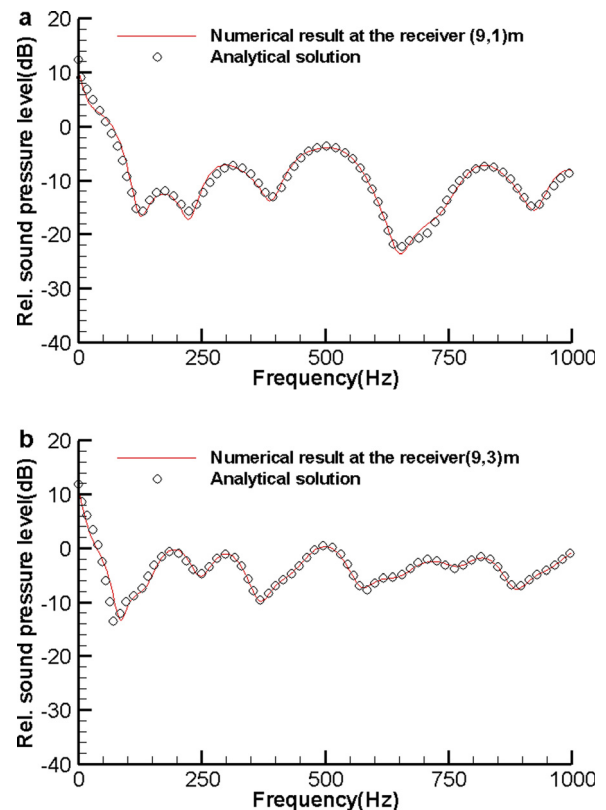 a
20
Numerical result at the receiver (9,1)m
Analytical solution
10
0
-10
-20
-30
-40
Rel. sound pressure level(dB)
0
250
500
750
1000
Frequency(Hz)
b
20
Numerical result at the receiver(9,3)m
Analytical solution
10
0
-10
-20
-30
-40
Rel. sound pressure level(dB)
0
250
500
750
1000
Frequency(Hz)